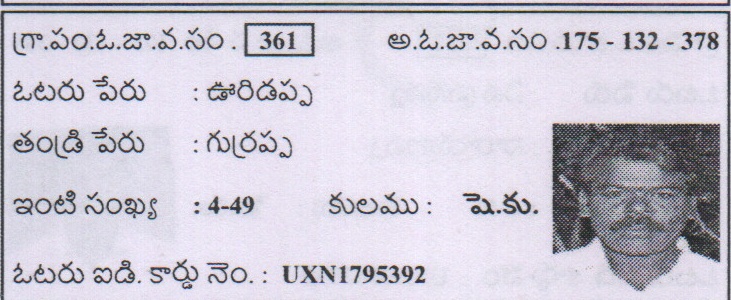 గ్రా.పం.ఓ.జా.వ.సం . 361 అ.ఓ.జా.వ.సం .175 - 132 - 378
ఓటరు పేరు : ఊరిడప్ప
తండ్రి పేరు : గుర్రప్ప
ఇంటి సంఖ్య : 4-49 కులము : షె.కు.
ఓటరు ఐడి. కార్డు నెం. : UXN1795392